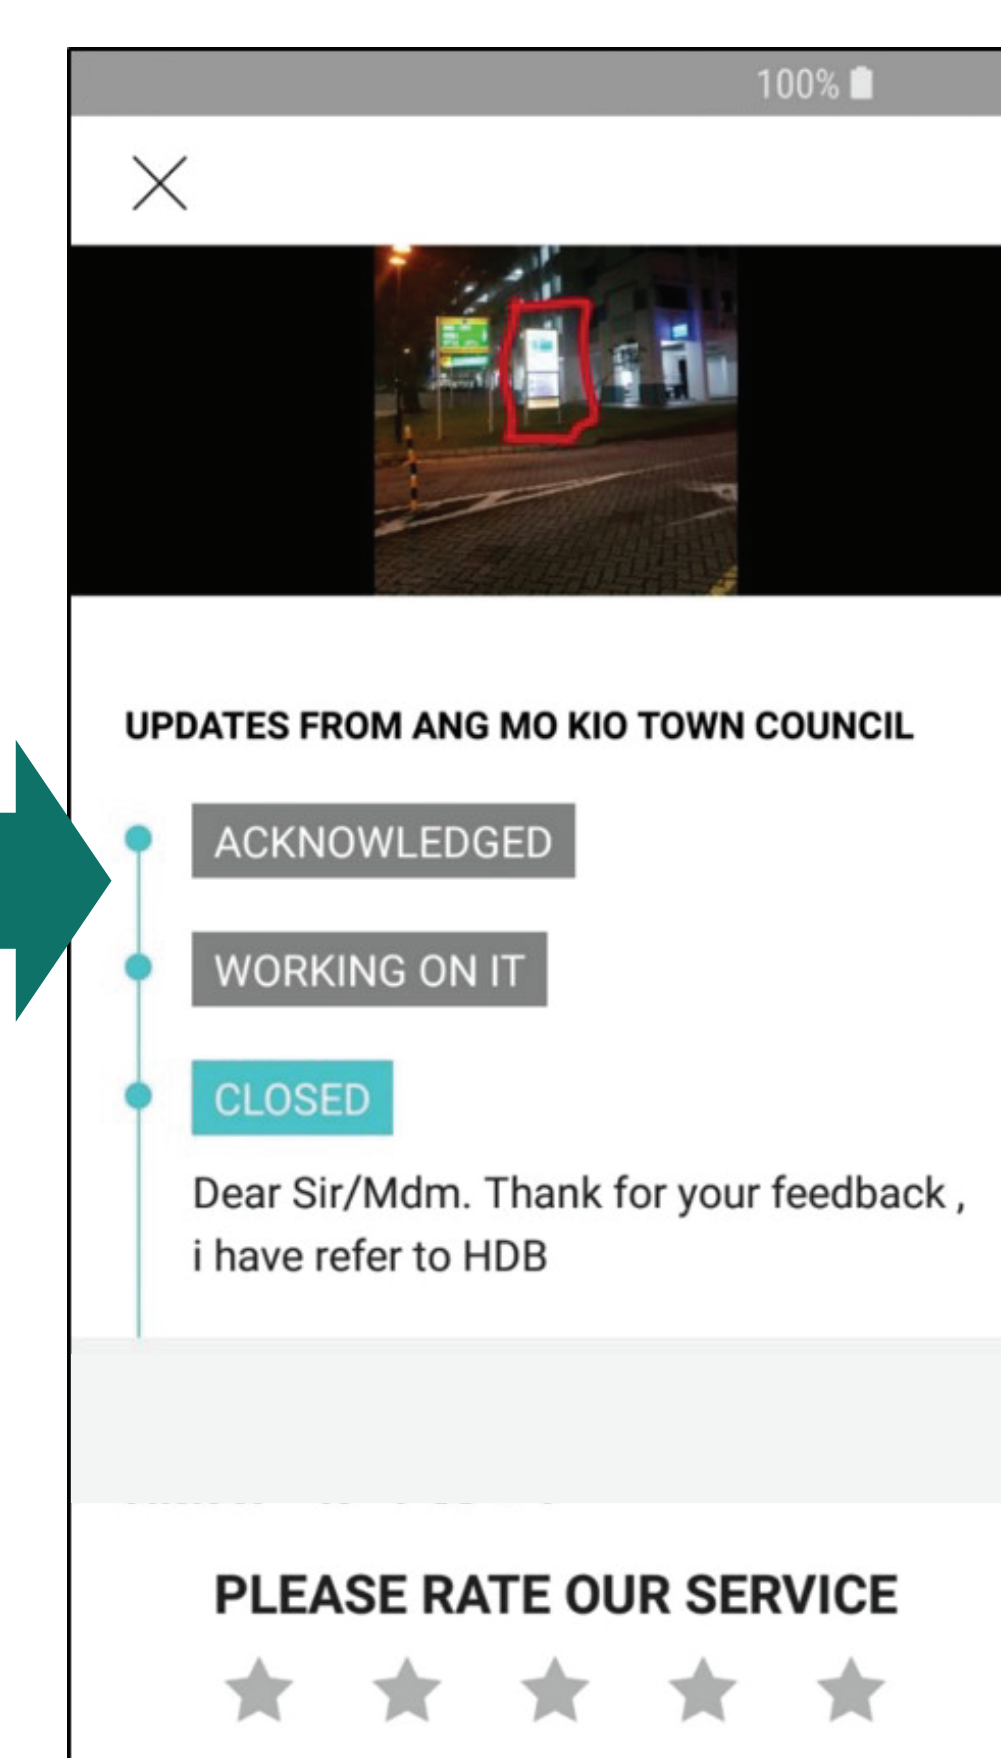 100%
UPDATES FROM ANG MO KIO TOWN COUNCIL
ACKNOWLEDGED
WORKING ON IT
CLOSED
Dear Sir/Mdm. Thank for your feedback ,
i have refer to HDB
PLEASE RATE OUR SERVICE